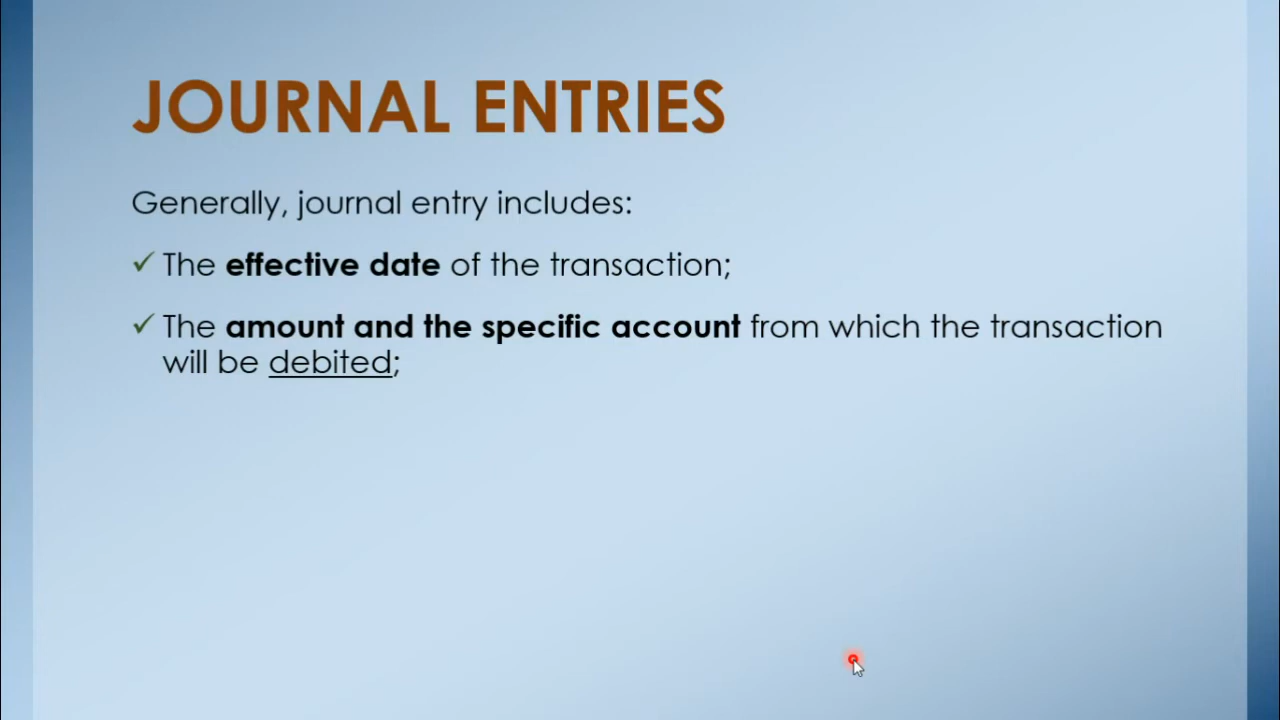 JOURNAL ENTRIES
Generally, journal entry includes:
✓ The effective date of the transaction;
✓ The amount and the specific account from which the transaction
will be debited;